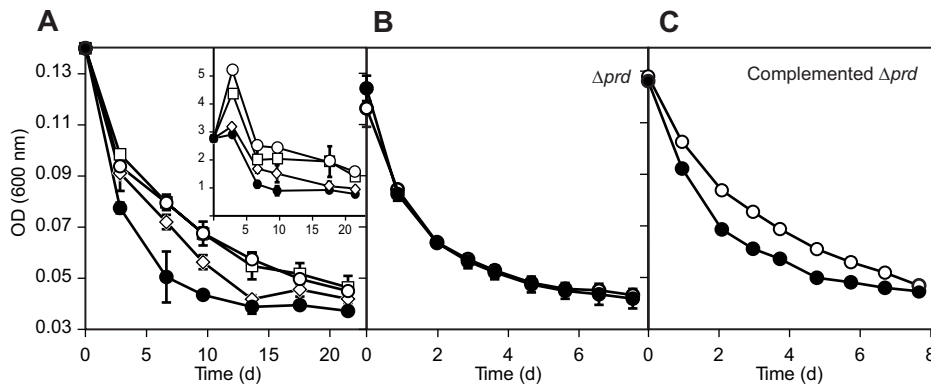 A
B
C
OD (600 nm)
0.13
0.11
0.09
0.07
0.05
0.03
5
4
3
2
1
0 5 10 15 20
Δprd
Complemented Δprd
0 5 10 15 20
0 2 4 6
0 2 4 6 8
Time (d)
Time (d)
Time (d)